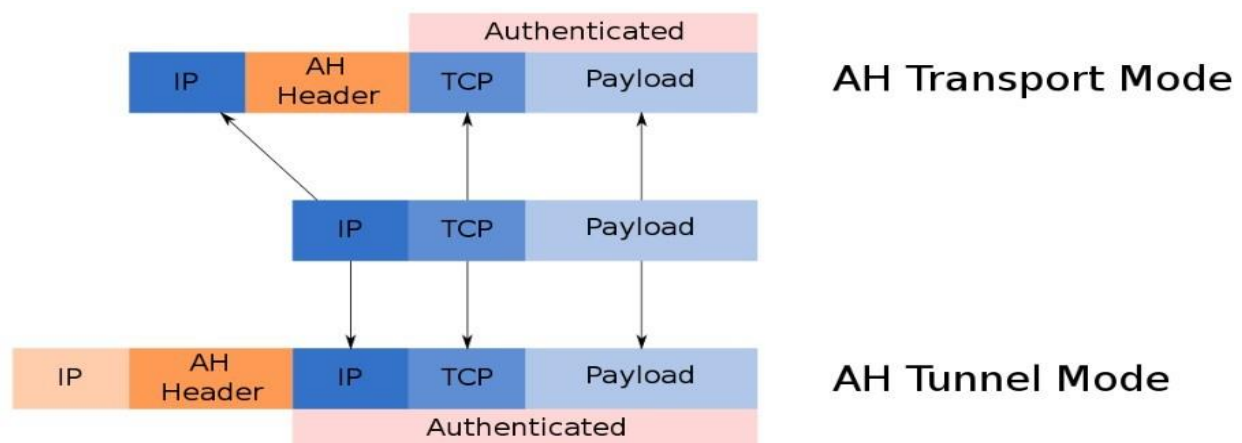 Authenticated
IP AH Header TCP Payload AH Transport Mode
IP TCP Payload
IP AH Header IP TCP Payload AH Tunnel Mode
Authenticated